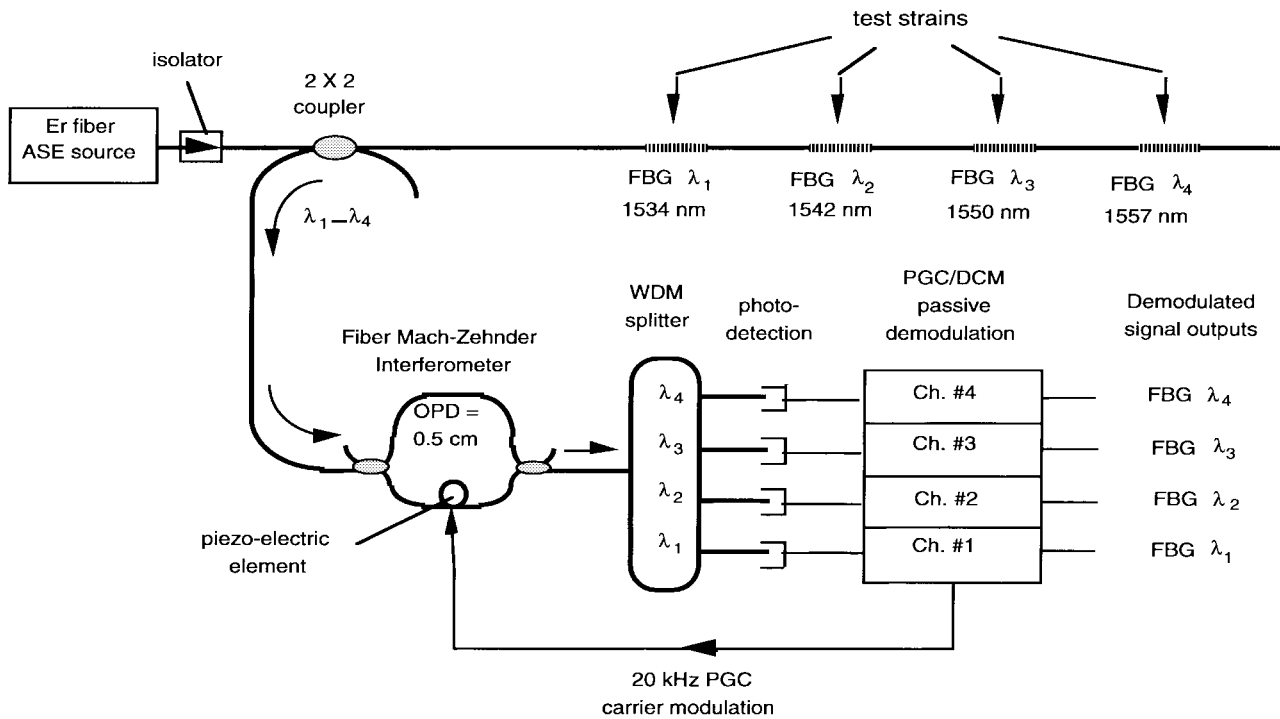 test strains
isolator
2 X 2
coupler
Er fiber
ASE source
FBG λ1
1534 nm
FBG λ2
1542 nm
FBG λ3
1550 nm
FBG λ4
1557 nm
λ1–λ4
WDM
splitter
photo-
detection
PGC/DCM
passive
demodulation
Demodulated
signal outputs
Fiber Mach-Zehnder
Interferometer
OPD =
0.5 cm
λ4
Ch. #4
FBG λ4
λ3
Ch. #3
FBG λ3
λ2
Ch. #2
FBG λ2
λ1
Ch. #1
FBG λ1
piezo-electric
element
20 kHz PGC
carrier modulation